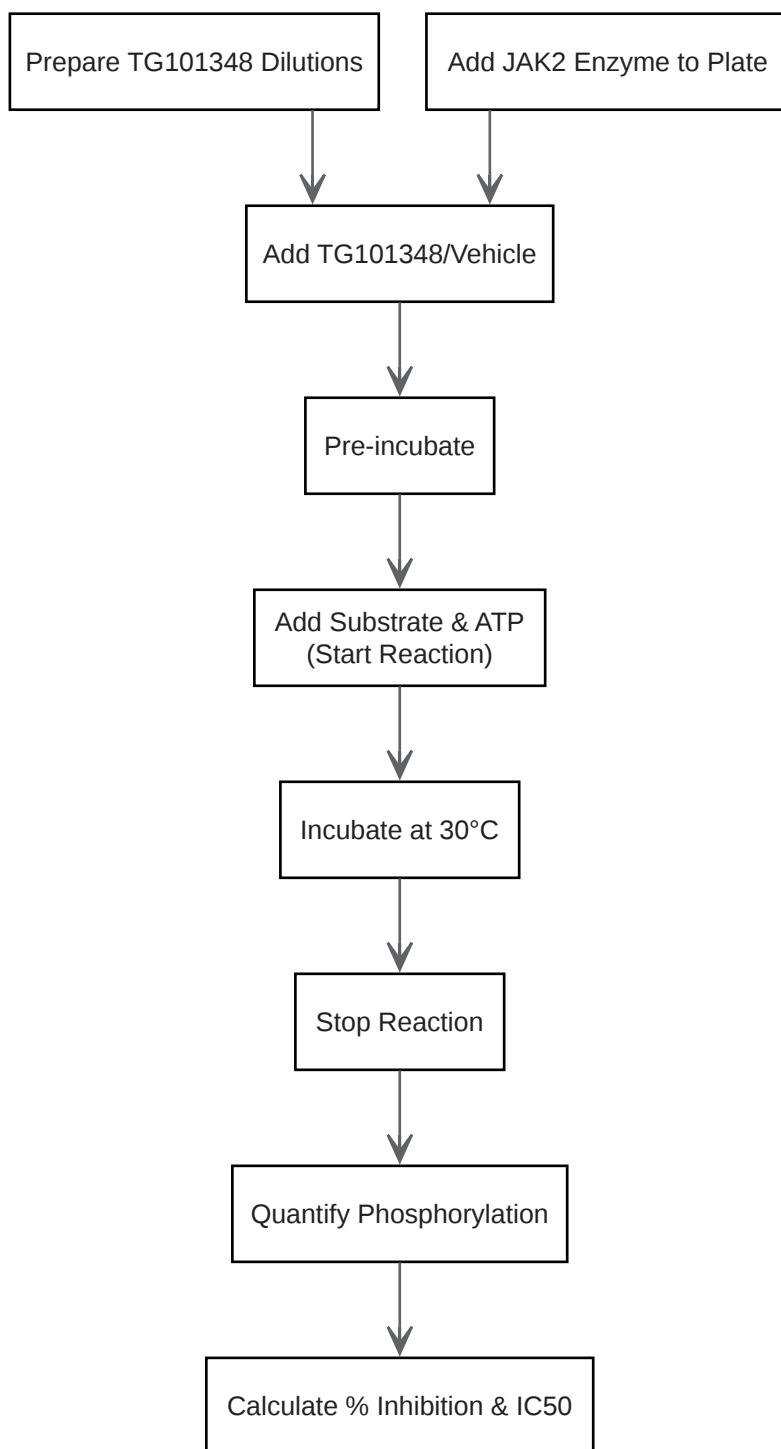 Prepare TG101348 Dilutions
Add JAK2 Enzyme to Plate
Add TG101348/Vehicle
Pre-incubate
Add Substrate & ATP
(Start Reaction)
Incubate at 30°C
Stop Reaction
Quantify Phosphorylation
Calculate % Inhibition & IC50